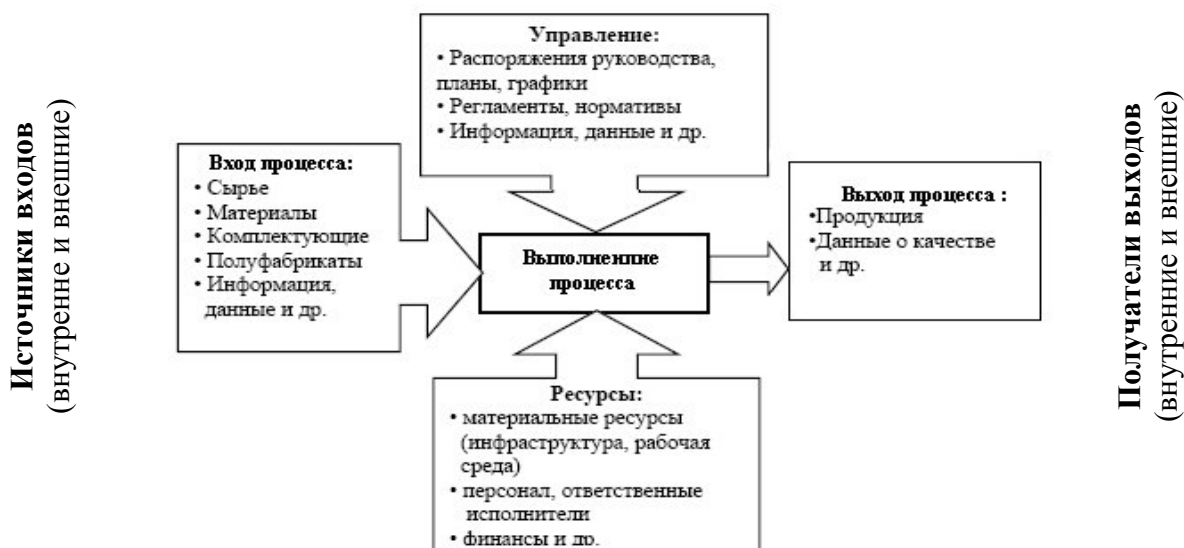 Источники входов
(внутренне и внешние)
Управление:
• Распоряжения руководства,
планы, графики
• Регламенты, нормативы
• Информация, данные и др.
Вход процесса:
• Сырье
• Материалы
• Комплектующие
• Полуфабрикаты
• Информация,
данные и др.
Выполнение
процесса
Выход процесса :
•Продукция
•Данные о качестве
и др.
Ресурсы:
• материальные ресурсы
(инфраструктура, рабочая
среда)
• персонал, ответственные
исполнители
• финансы и др.
Получатели выходов
(внутренние и внешние)